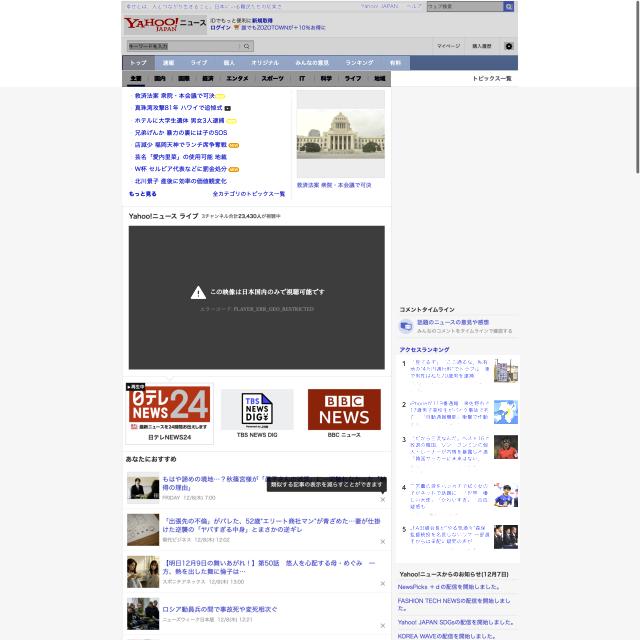 Yahoo! JAPAN
ヘルプ
ウェブ検索
YAHOO! ニュース
JAPAN
IDでもっと便利に新規取得
ログイン 誰でもZOZOTOWNが+10%お得に
キーワードを入力
マイページ 購入履歴
トップ 速報 ライブ 個人 オリジナル みんなの意見 ランキング 有料
主要 国内 国際 経済 エンタメ スポーツ IT 科学 ライフ 地域 トピックス一覧
救済法案 衆院・本会議で可決
真珠湾攻撃81年 ハワイで追悼式
ホテルに大学生遺体 男女3人逮捕
兄弟げんか 暴力の裏には子のSOS
店減少 福岡天神でランチ席争奪戦
芸名「愛内里菜」の使用可能 地裁
W杯 セルビア代表などに罰金処分
北川景子 産後に効率の価値観変化
もっと見る 全カテゴリのトピックス一覧
救済法案 衆院・本会議で可決
Yahoo!ニュース ライブ 3チャンネル合計23,430人が視聴中
この映像は日本国内のみで視聴可能です
エラーコード: PLAYER_ERR_GEO_RESTRICTED
再生中
日テレ
NEWS24
最新ニュースを24時間お伝えします
日テレNEWS24
TBS
NEWS
DIG
TBS NEWS DIG
BBC
NEWS
BBC ニュース
あなたにおすすめ
もはや諦めの境地…？秋篠宮様が
得の理由」
類似する記事の表示を減らすことができます
FRIDAY 12/8(木) 7:00
「出張先の不倫」がバレた、52歳"エリート商社マン"が青ざめた…妻が仕掛
けた逆襲の「ヤバすぎる中身」とまさかの逆ギレ
現代ビジネス 12/8(木) 12:02
【明日12月9日の舞いあがれ！】第50話 悠人を心配する母・めぐみ
方、熱を出した舞に倫子は…
スポニチアネックス 12/8(木) 13:00
ロシア動員兵の間で事故死や変死相次ぐ
ニューズウィーク日本版 12/8(木) 12:21
コメントタイムライン
話題のニュースの意見や感想
みんなのコメントをタイムラインで確認する
アクセスランキング
1
2
3
4
5
Yahoo!ニュースからのお知らせ(12月7日)
NewsPicks +dの配信を開始しました。
FASHION TECH NEWSの配信を開始しまし
た。
Yahoo! JAPAN SDGsの配信を開始しました。
KOREA WAVEの配信を開始しました。